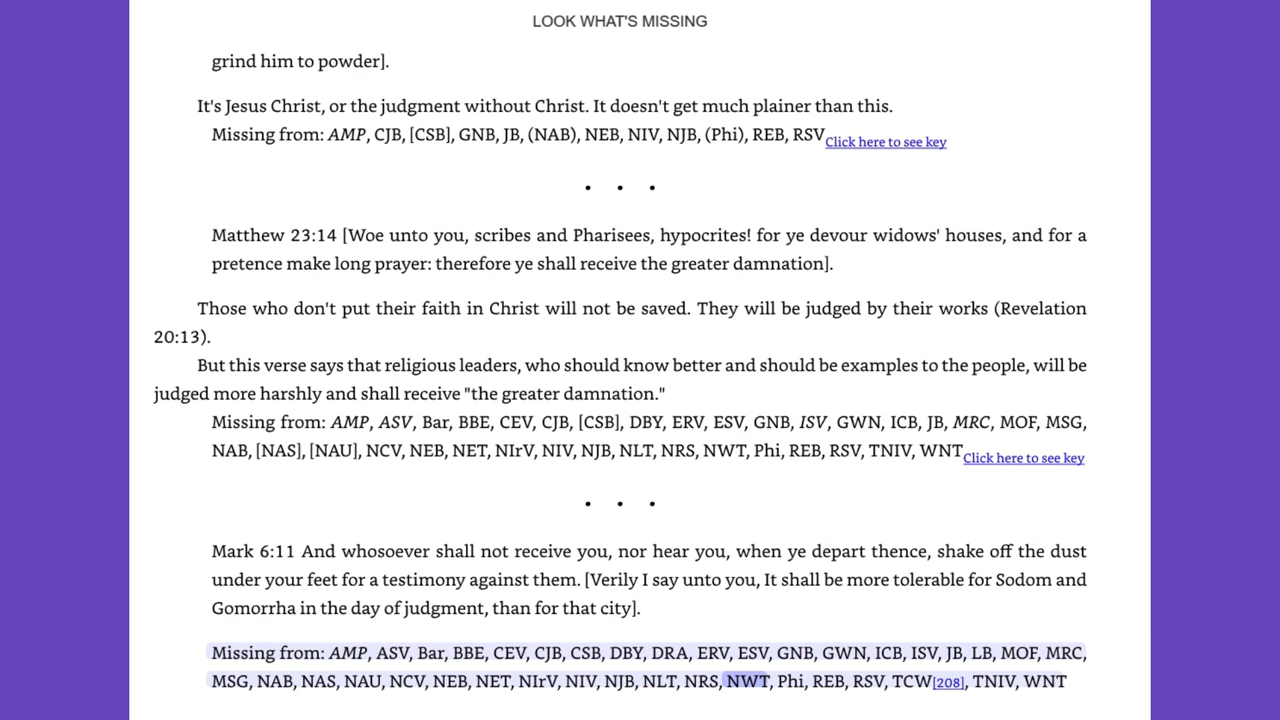 LOOK WHAT'S MISSING
grind him to powder].
It's Jesus Christ, or the judgment without Christ. It doesn't get much plainer than this.
Missing from: AMP, CJB, [CSB], GNB, JB, (NAB), NEB, NIV, NJB, (Phi), REB, RSVClick here to see key
• • •
Matthew 23:14 [Woe unto you, scribes and Pharisees, hypocrites! for ye devour widows' houses, and for a
pretence make long prayer: therefore ye shall receive the greater damnation].
Those who don't put their faith in Christ will not be saved. They will be judged by their works (Revelation
20:13).
But this verse says that religious leaders, who should know better and should be examples to the people, will be
judged more harshly and shall receive "the greater damnation."
Missing from: AMP, ASV, Bar, BBE, CEV, CJB, [CSB], DBY, ERV, ESV, GNB, ISV, GWN, ICB, JB, MRC, MOF, MSG,
NAB, [NAS], [NAU], NCV, NEB, NET, NIrV, NIV, NJB, NLT, NRS, NWT, Phi, REB, RSV, TNIV, WNTClick here to see key
• • •
Mark 6:11 And whosoever shall not receive you, nor hear you, when ye depart thence, shake off the dust
under your feet for a testimony against them. [Verily I say unto you, It shall be more tolerable for Sodom and
Gomorrha in the day of judgment, than for that city].
Missing from: AMP, ASV, Bar, BBE, CEV, CJB, CSB, DBY, DRA, ERV, ESV, GNB, GWN, ICB, ISV, JB, LB, MOF, MRC,
MSG, NAB, NAS, NAU, NCV, NEB, NET, NIrV, NIV, NJB, NLT, NRS, NWT, Phi, REB, RSV, TCW[208], TNIV, WNT